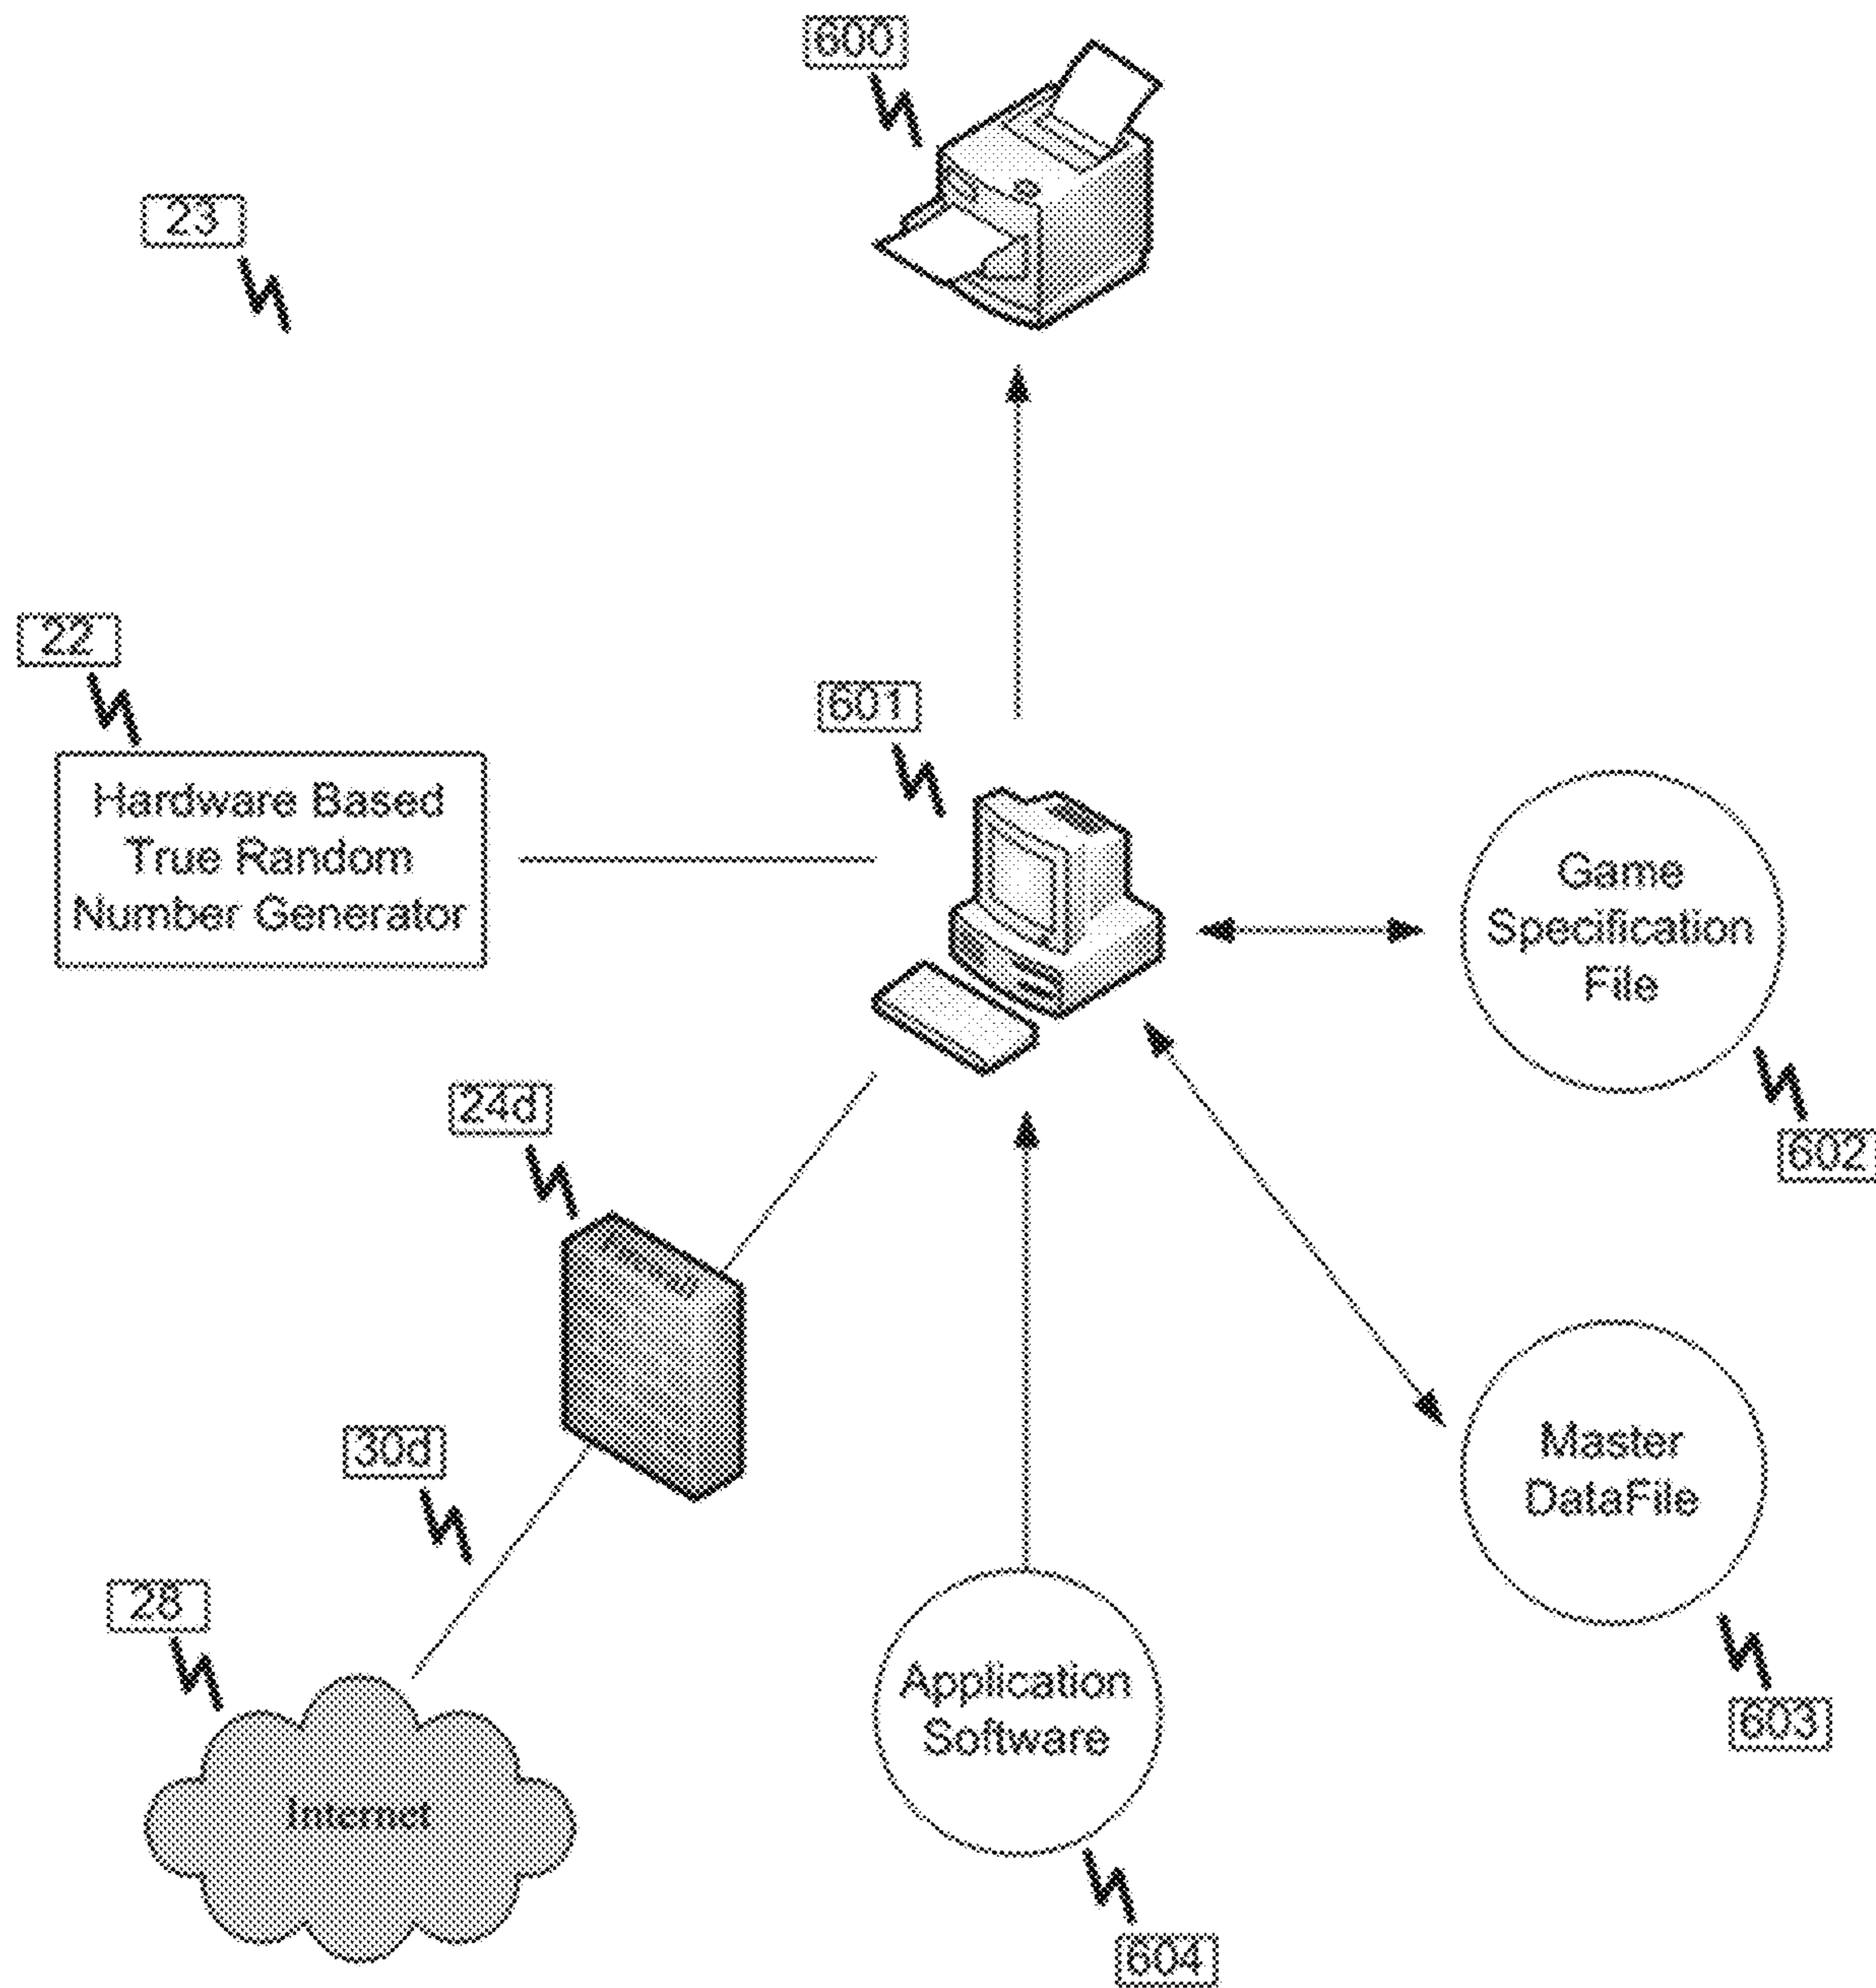 600
23
22
Hardware Based
True Random
Number Generator
601
Game
Specification
File
602
24d
30d
28
Internet
Application
Software
604
Master
DataFile
603